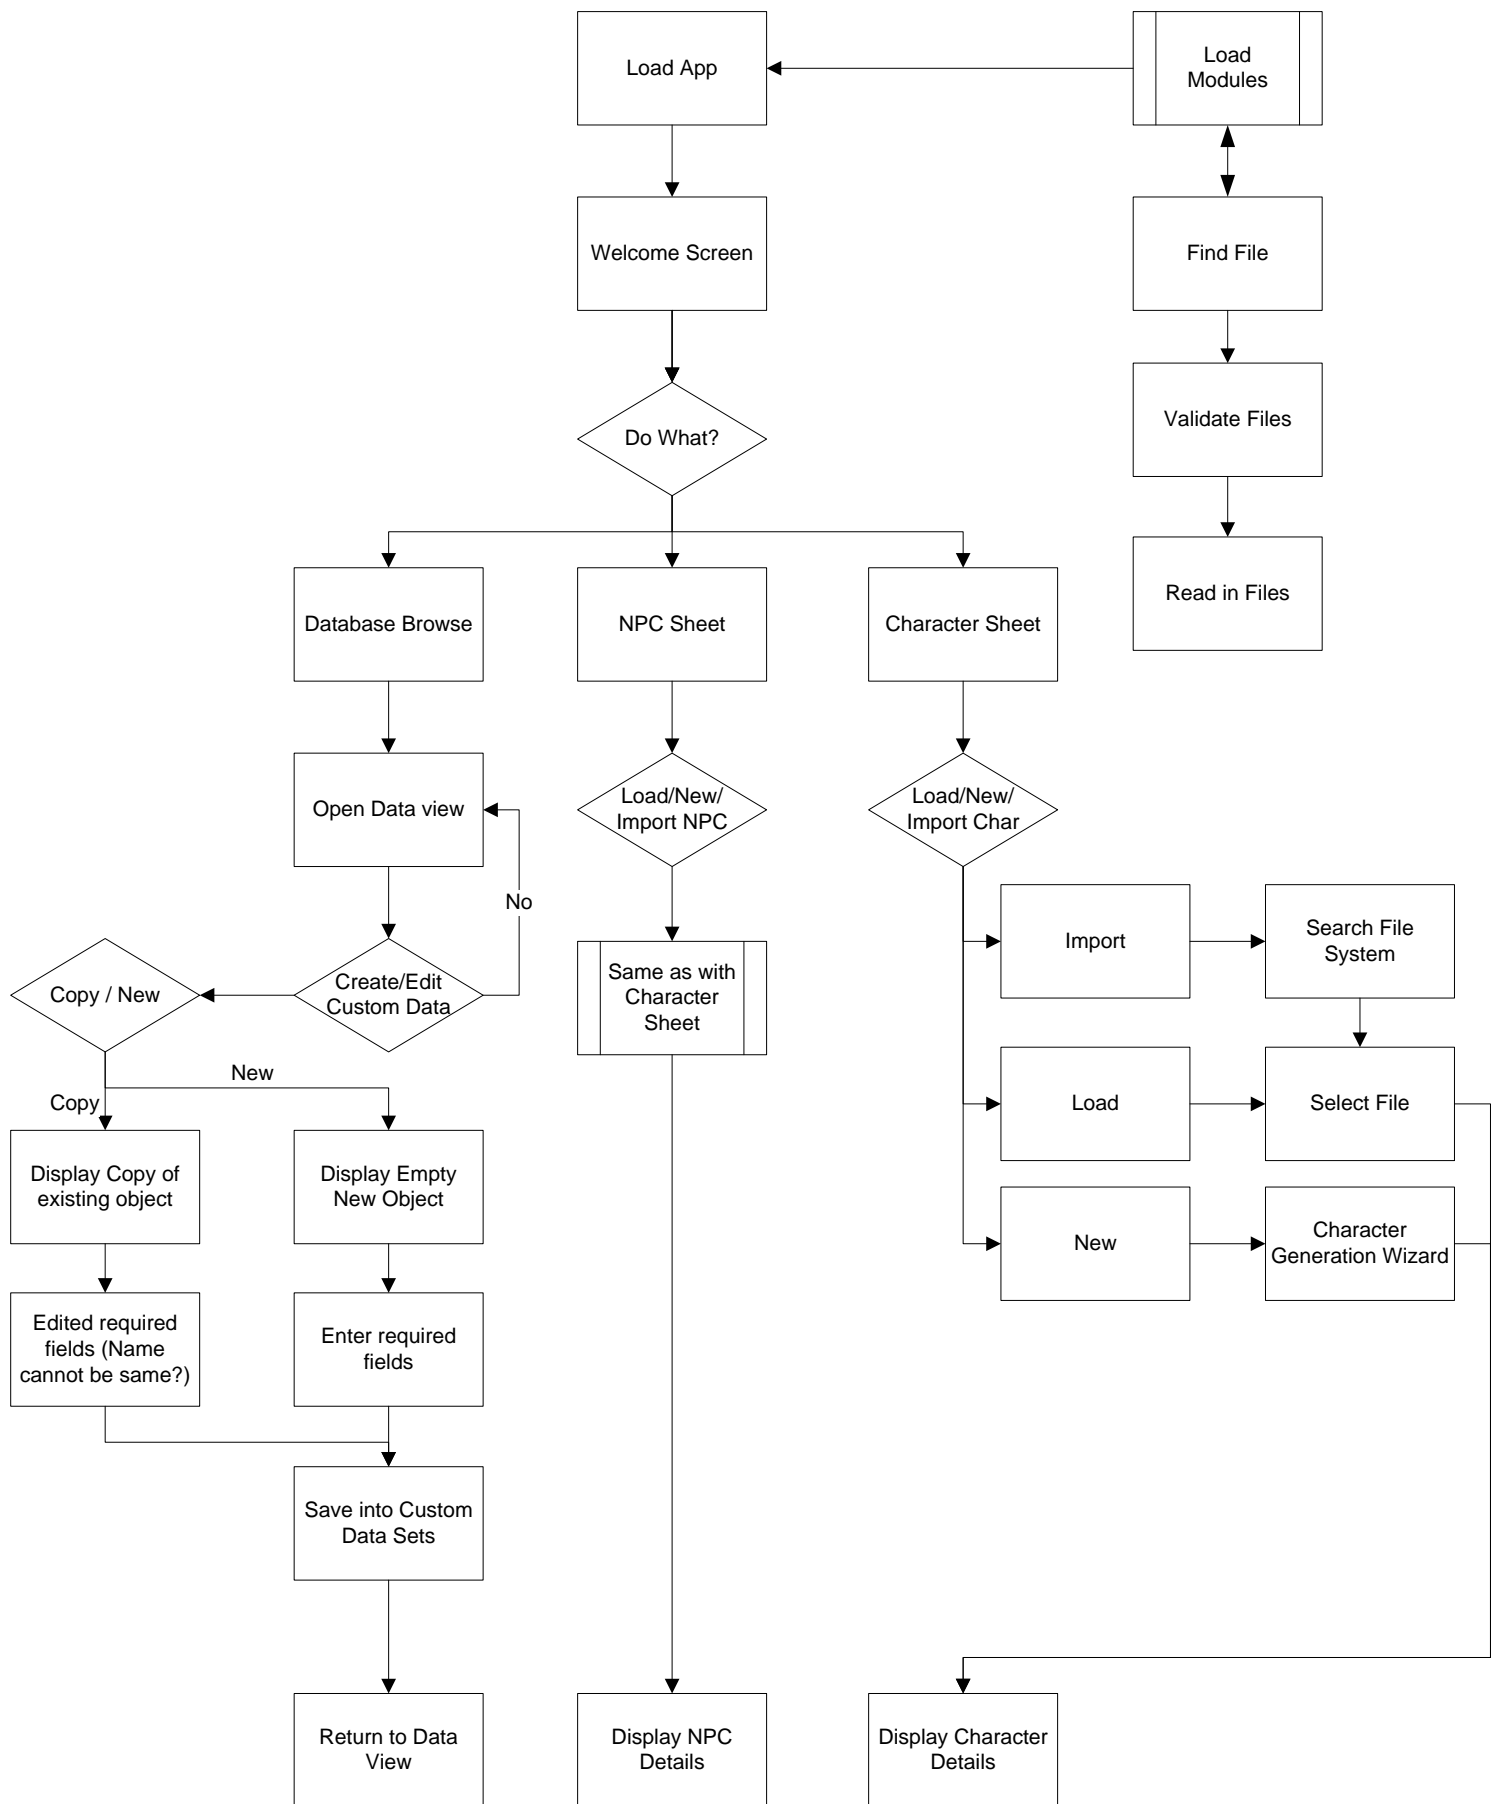 Load App
Load
Modules
Welcome Screen
Find File
Validate Files
Do What?
Read in Files
Database Browse
NPC Sheet
Character Sheet
Open Data view
Load/New/
Import NPC
Load/New/
Import Char
No
Import
Search File
System
Copy / New
Create/Edit
Custom Data
Same as with
Character
Sheet
New
Copy
Load
Select File
Display Copy of
existing object
Display Empty
New Object
New
Character
Generation Wizard
Edited required
fields (Name
cannot be same?)
Enter required
fields
Save into Custom
Data Sets
Return to Data
View
Display NPC
Details
Display Character
Details